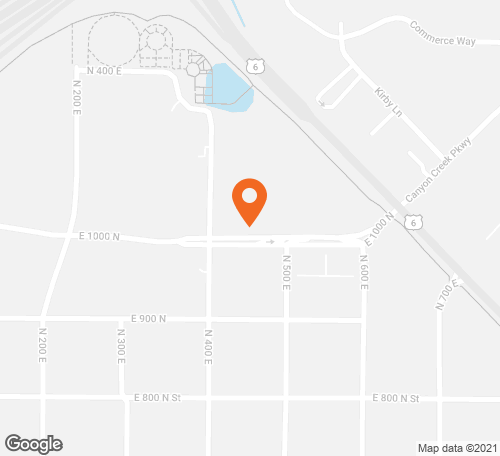 Commerce Way
N 400 E
6
N 200 E
Kirby Ln
Canyon Creek Pkwy
6
E 1000 N
E 1000 N
N 500 E
N 600 E
N 700 E
E 900 N
N 200 E
N 300 E
N 400 E
E 800 N St
E 800 N St
Google
Map data ©2021